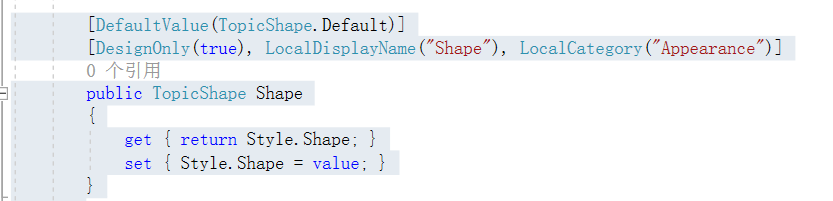 [DefaultValue(TopicShape.Default)]
[DesignOnly(true), LocalDisplayName("Shape"), LocalCategory("Appearance")]
0 个引用
public TopicShape Shape
{
get { return Style.Shape; }
set { Style.Shape = value; }
}